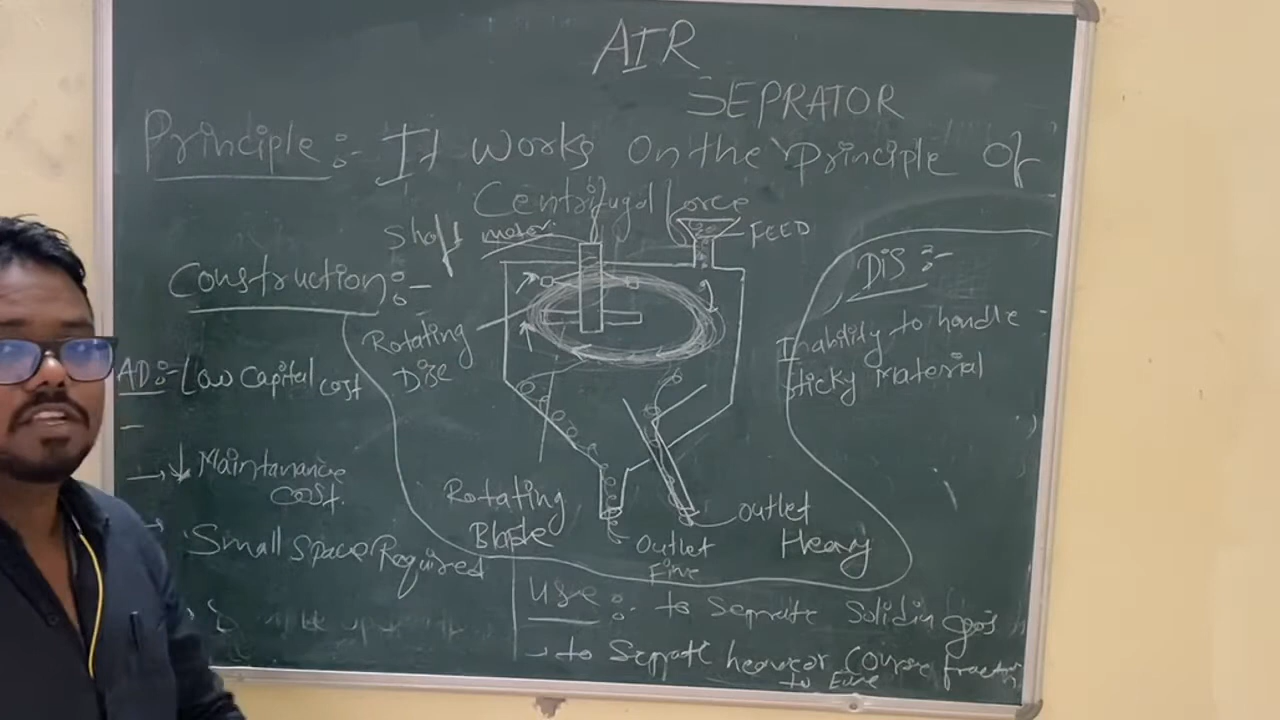 AIR
SEPRATOR
Principle:- It Works On the Principle Of
Centrifugal force
Shaft motor
FEED
Construction:-
Rotating
Disc
AD:- Low Capital cost
→↓ Maintanance
cost.
Small Space Required
Rotating
Blade
Outlet
Fine
Outlet
Heavy
DiS:-
Inability to handle
sticky Material
Use:- to Seprate Solid in gas
→ to Seprate heavear Course fraction
to Fine